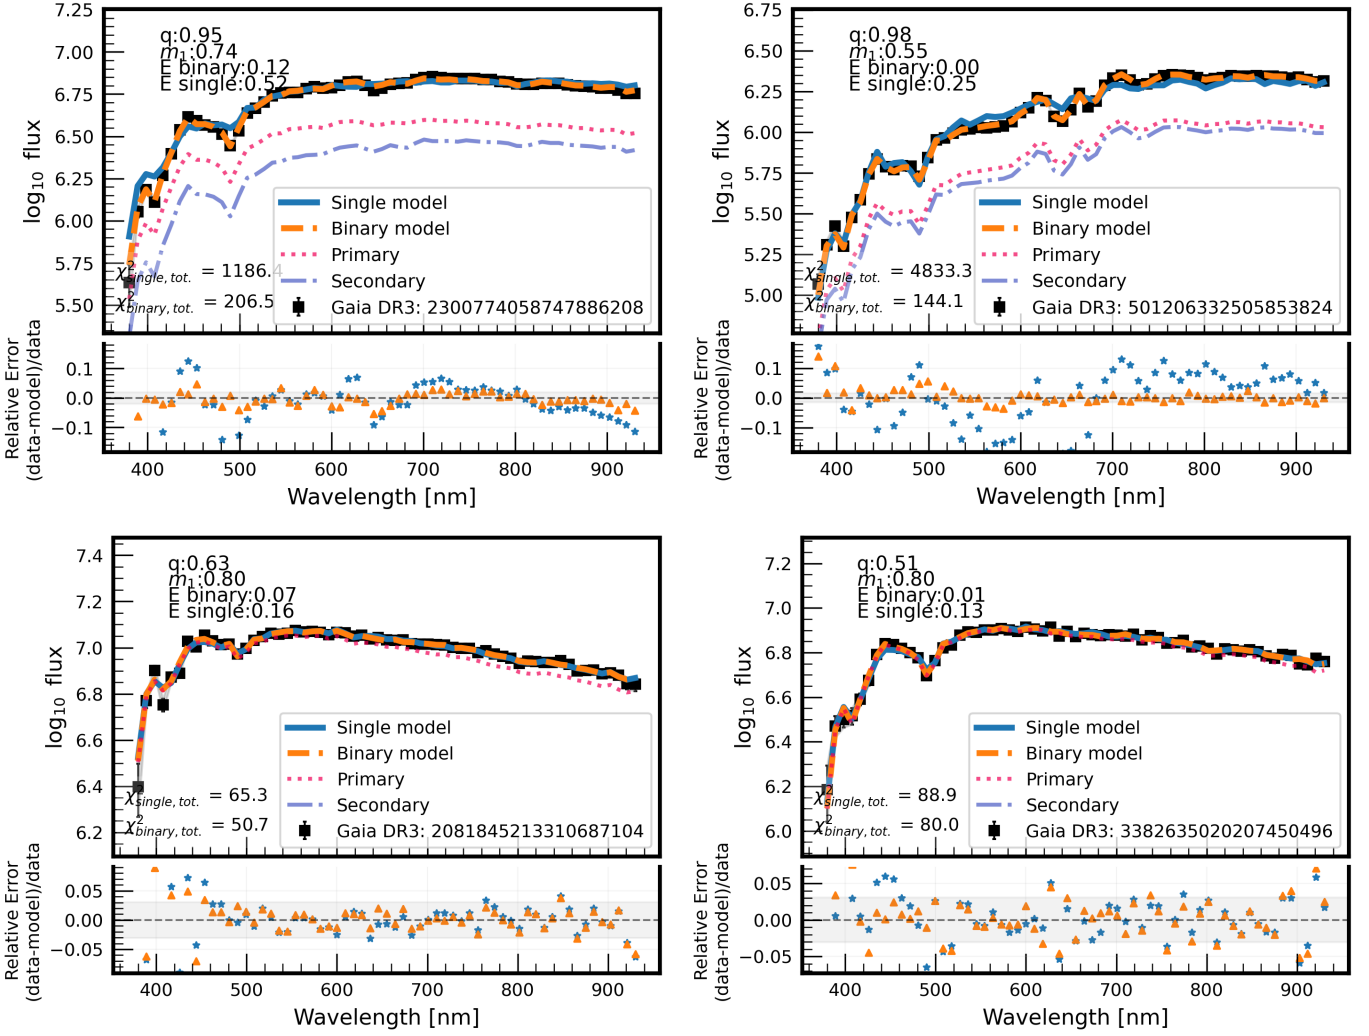 7.25
7.00
6.75
6.50
6.25
6.00
5.75
5.50
log₁₀ flux
q:0.95
m₁:0.74
E binary:0.12
E single:0.52
χ²single,tot. = 1186.4
χ²binary,tot. = 206.5
Single model
Binary model
Primary
Secondary
Gaia DR3: 2300774058747886208
Relative Error
(data-model)/data
0.1
0.0
−0.1
400 500 600 700 800 900
Wavelength [nm]
6.75
6.50
6.25
6.00
5.75
5.50
5.25
5.00
log₁₀ flux
q:0.98
m₁:0.55
E binary:0.00
E single:0.25
χ²single,tot. = 4833.3
χ²binary,tot. = 144.1
Single model
Binary model
Primary
Secondary
Gaia DR3: 5012063332505853824
Relative Error
(data-model)/data
0.1
0.0
−0.1
400 500 600 700 800 900
Wavelength [nm]
7.4
7.2
7.0
6.8
6.6
6.4
6.2
log₁₀ flux
q:0.63
m₁:0.80
E binary:0.07
E single:0.16
χ²single,tot. = 65.3
χ²binary,tot. = 50.7
Single model
Binary model
Primary
Secondary
Gaia DR3: 2081845213310687104
Relative Error
(data-model)/data
0.05
0.00
−0.05
400 500 600 700 800 900
Wavelength [nm]
7.2
7.0
6.8
6.6
6.4
6.2
6.0
log₁₀ flux
q:0.51
m₁:0.80
E binary:0.01
E single:0.13
χ²single,tot. = 88.9
χ²binary,tot. = 80.0
Single model
Binary model
Primary
Secondary
Gaia DR3: 3382635020207450496
Relative Error
(data-model)/data
0.05
0.00
−0.05
400 500 600 700 800 900
Wavelength [nm]